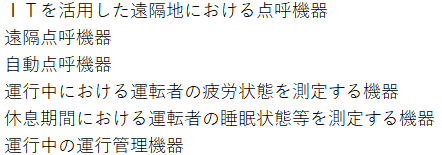 ＩＴを活用した遠隔地における点呼機器
遠隔点呼機器
自動点呼機器
運行中における運転者の疲労状態を測定する機器
休息期間における運転者の睡眠状態等を測定する機器
運行中の運行管理機器